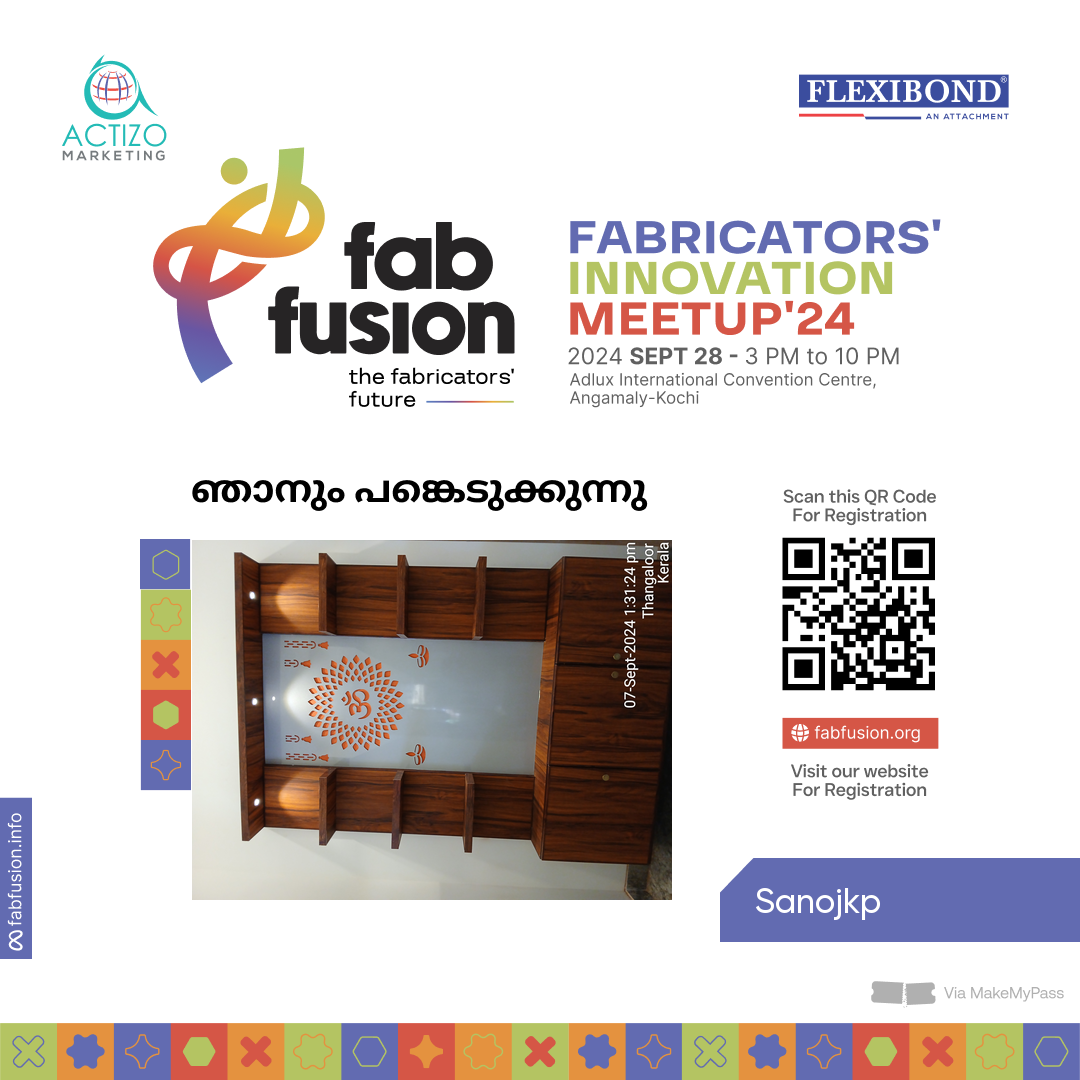 ACTIZO
MARKETING
FLEXIBOND®
AN ATTACHMENT
fab
fusion
the fabricators'
future
FABRICATORS'
INNOVATION
MEETUP'24
2024 SEPT 28 - 3 PM to 10 PM
Adlux International Convention Centre,
Angamaly-Kochi
ഞാനും പങ്കെടുക്കുന്നു
07-Sept-2024 1:31:24 pm
Thangaloor
Kerala
ॐ
Scan this QR Code
For Registration
fabfusion.org
Visit our website
For Registration
fabfusion.info
Sanojkp
Via MakeMyPass